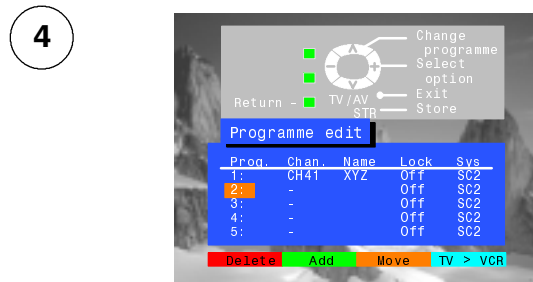 4
Change
programme
Select
option
Exit
Return - TV/AV
STR Store
Programme edit
Prog. Chan. Name Lock Sys
1: CH41 XYZ Off SC2
2: - Off SC2
3: - Off SC2
4: - Off SC2
5: - Off SC2
Delete Add Move TV > VCR